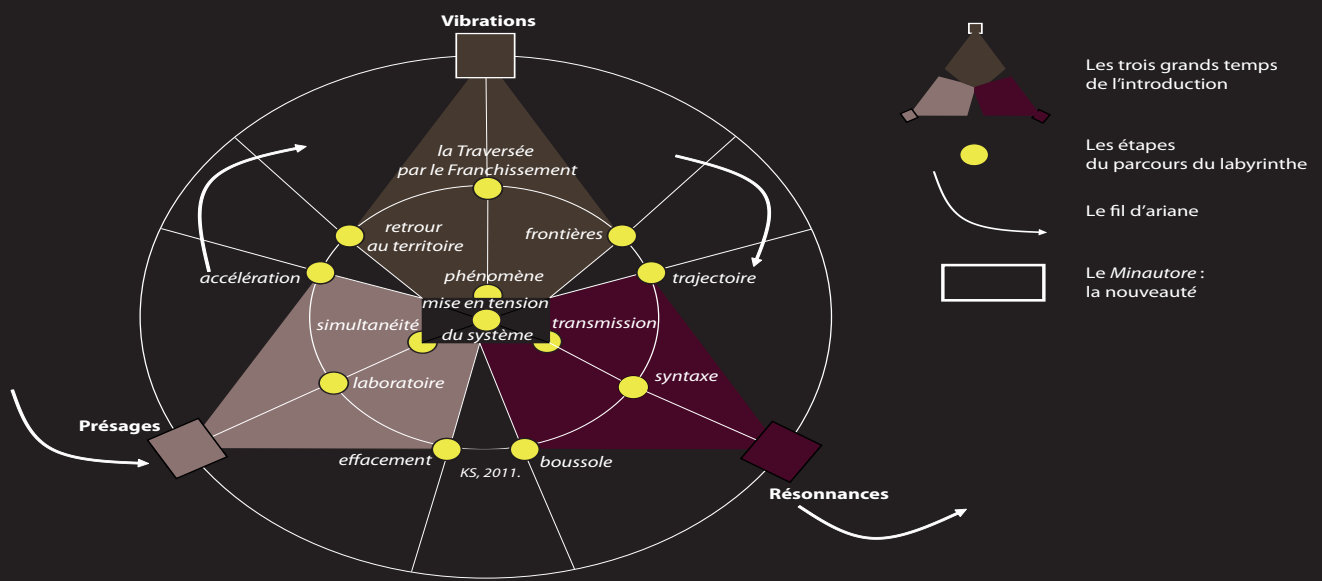 Vibrations
la Traversée
par le Franchissement
retrour
au territoire
frontières
accélération
phénomène
trajectoire
mise en tension
simultanéité
transmission
du système
laboratoire
syntaxe
Présages
effacement
boussole
KS, 2011.
Résonnances
Les trois grands temps
de l'introduction
Les étapes
du parcours du labyrinthe
Le fil d'ariane
Le Minautore :
la nouveauté